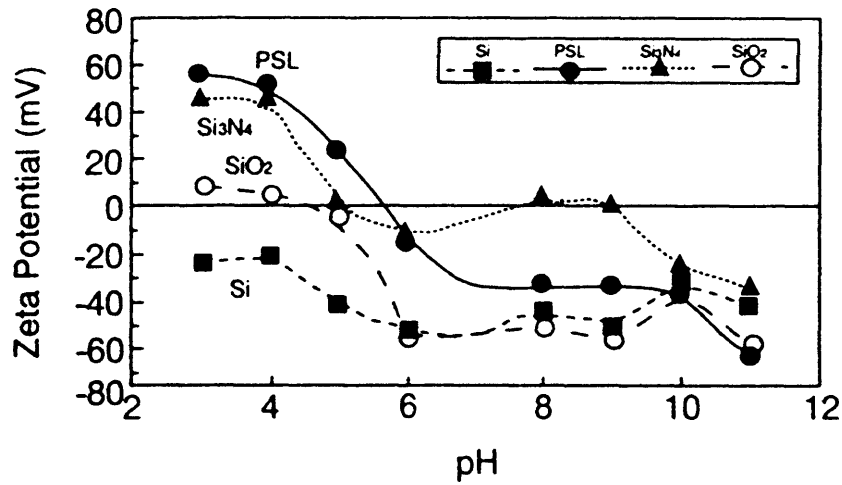 Zeta Potential (mV)
80
60
40
20
0
0
-20
-40
-60
-80
PSL
Si₃N₄
SiO₂
Si
Si PSL Si₃N₄ SiO₂
2 4 6 8 10 12
pH